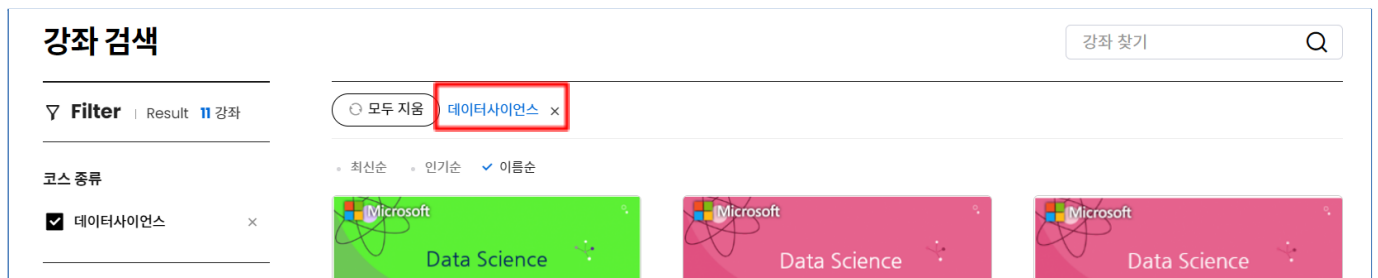 강좌 검색
강좌 찾기
Filter | Result 11 강좌
모두 지움 데이터사이언스 ×
최신순 인기순 이름순
코스 종류
데이터사이언스 ×
Microsoft
Data Science
Microsoft
Data Science
Microsoft
Data Science